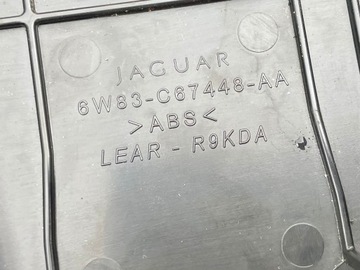 JAGUAR
6W83-C67448-AA
>ABS<
LEAR - R9KDA